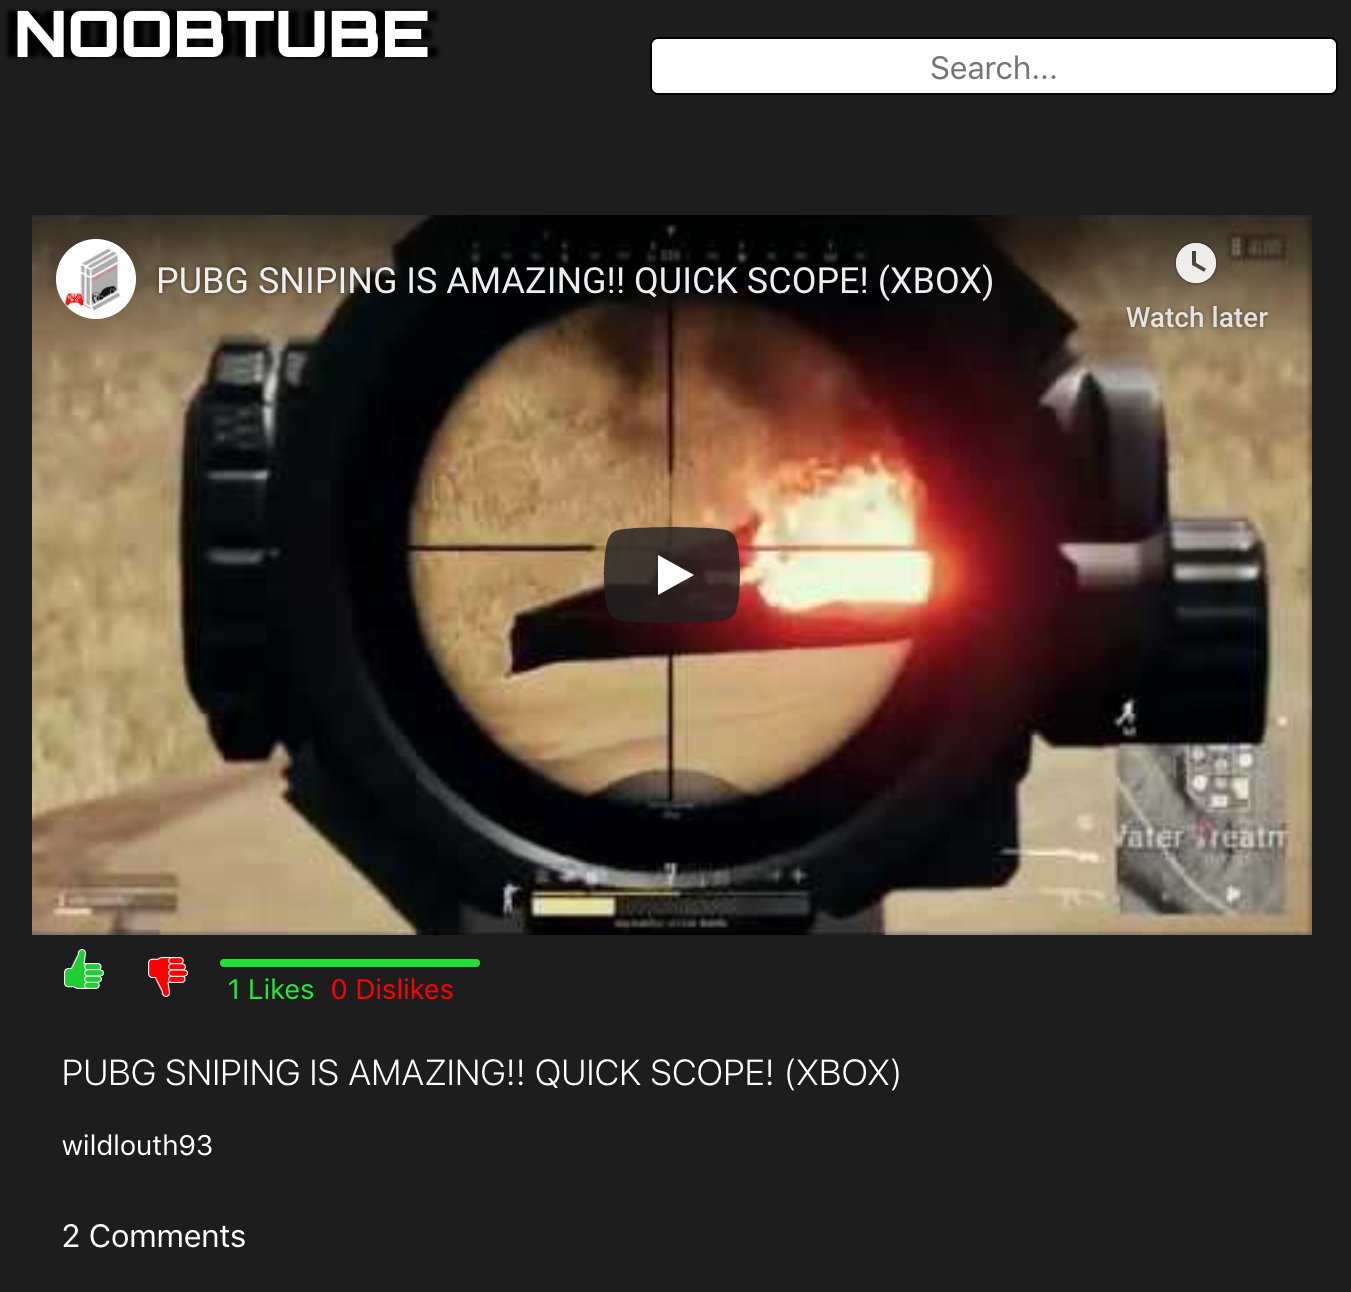 NOOBTUBE
Search...
PUBG SNIPING IS AMAZING!! QUICK SCOPE! (XBOX)
Watch later
1 Likes 0 Dislikes
PUBG SNIPING IS AMAZING!! QUICK SCOPE! (XBOX)
wildlouth93
2 Comments